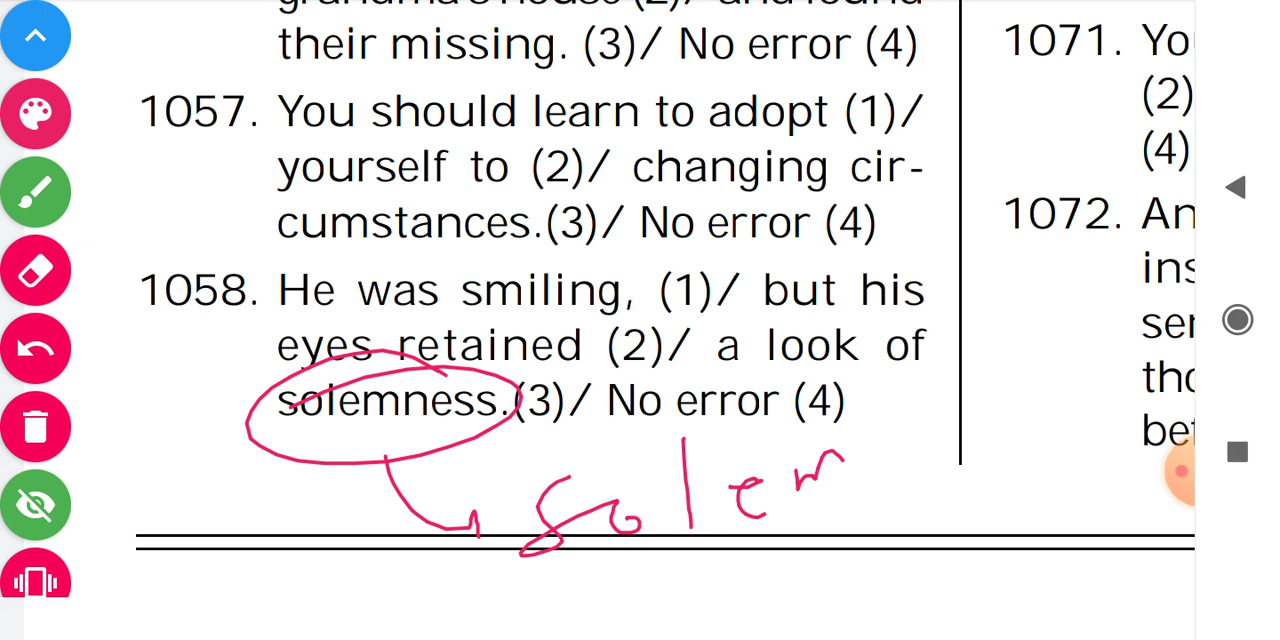 their missing. (3)/ No error (4)
1057. You should learn to adopt (1)/
yourself to (2)/ changing cir-
cumstances.(3)/ No error (4)
1058. He was smiling, (1)/ but his
eyes retained (2)/ a look of
solemness.(3)/ No error (4)
Solem
1071. Yo
(2)
(4)
1072. An
ins
ser
tho
bet